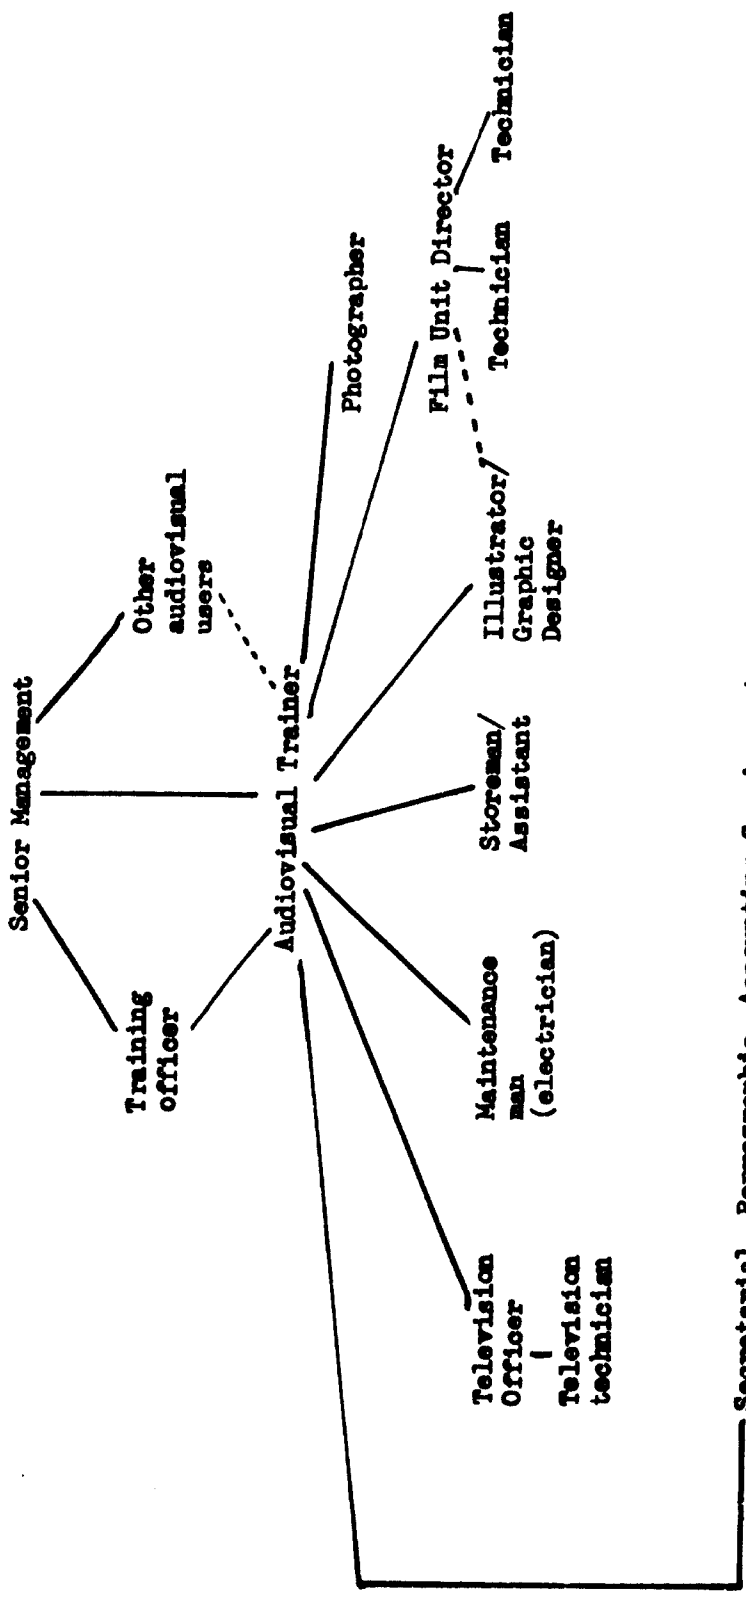 Senior Management
Training
officer
Other
audiovisual
users
Audiovisual Trainer
Photographer
Film Unit Director
Technician
Technician
Television
Officer
Television
technician
Maintenance
man
(electrician)
Storeman/
Assistant
Illustrator/
Graphic
Designer
Secretarial